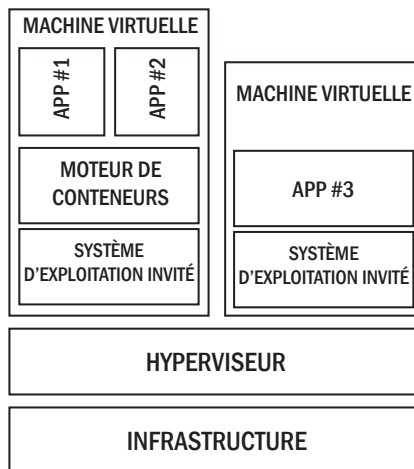 MACHINE VIRTUELLE
APP #1
APP #2
MOTEUR DE
CONTENEURS
SYSTÈME
D'EXPLOITATION INVITÉ
MACHINE VIRTUELLE
APP #3
SYSTÈME
D'EXPLOITATION INVITÉ
HYPERVISEUR
INFRASTRUCTURE